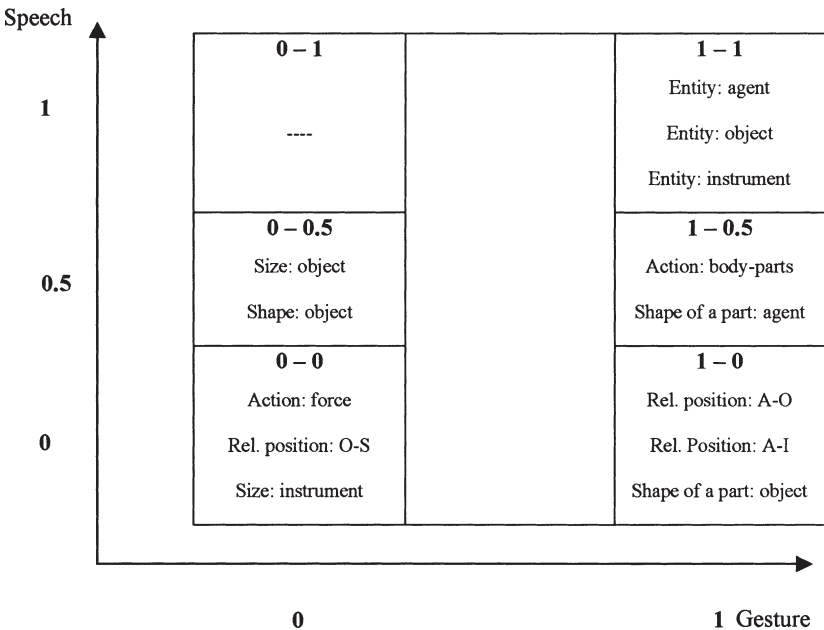 Speech
0 – 1
1 – 1
1
----
Entity: agent
Entity: object
Entity: instrument
0 – 0.5
1 – 0.5
0.5
Size: object
Shape: object
Action: body-parts
Shape of a part: agent
0 – 0
1 – 0
0
Action: force
Rel. position: O-S
Size: instrument
Rel. position: A-O
Rel. Position: A-I
Shape of a part: object
0
1 Gesture